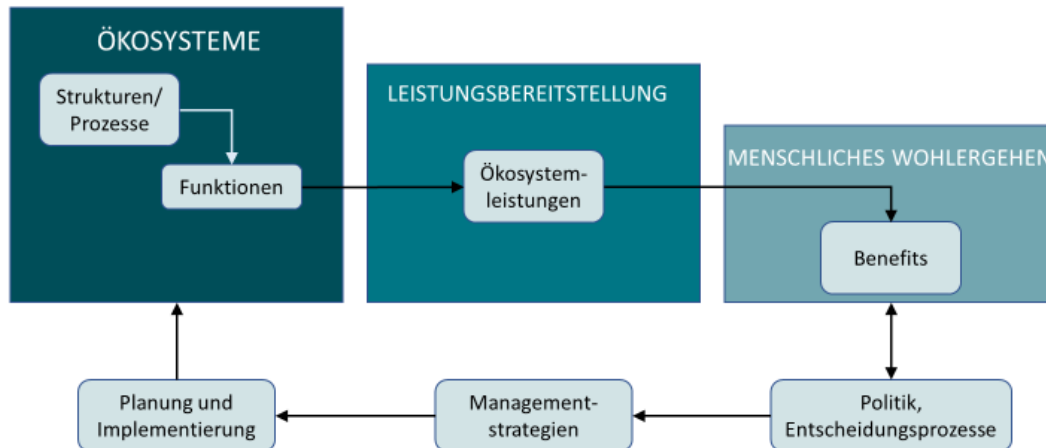 ÖKOSYSTEME
Strukturen/
Prozesse
Funktionen
LEISTUNGSBEREITSTELLUNG
Ökosystem-
leistungen
MENSCHLICHES WOHLERGEHEN
Benefits
Planung und
Implementierung
Management-
strategien
Politik,
Entscheidungsprozesse